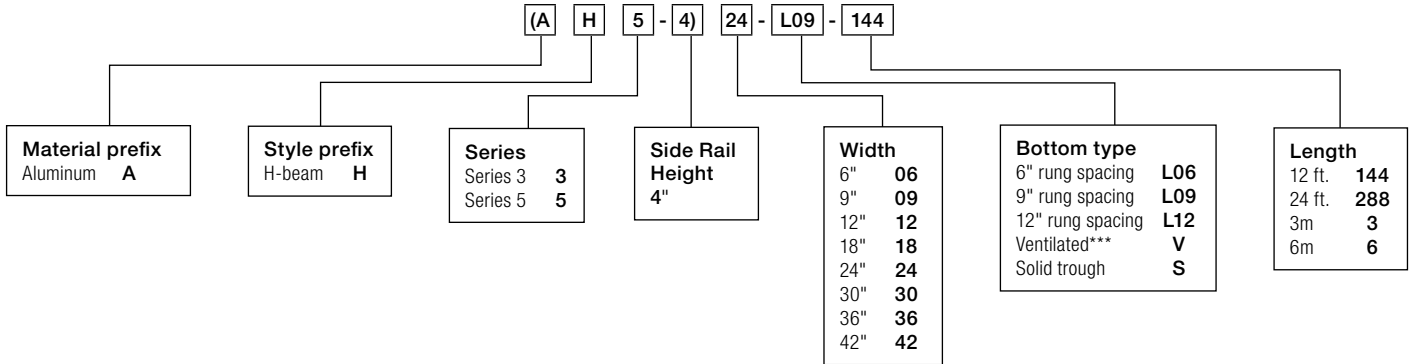 (A H 5 - 4) 24 - L09 - 144
Material prefix
Aluminum A
Style prefix
H-beam H
Series
Series 3 3
Series 5 5
Side Rail
Height
4"
Width
6" 06
9" 09
12" 12
18" 18
24" 24
30" 30
36" 36
42" 42
Bottom type
6" rung spacing L06
9" rung spacing L09
12" rung spacing L12
Ventilated*** V
Solid trough S
Length
12 ft. 144
24 ft. 288
3m 3
6m 6